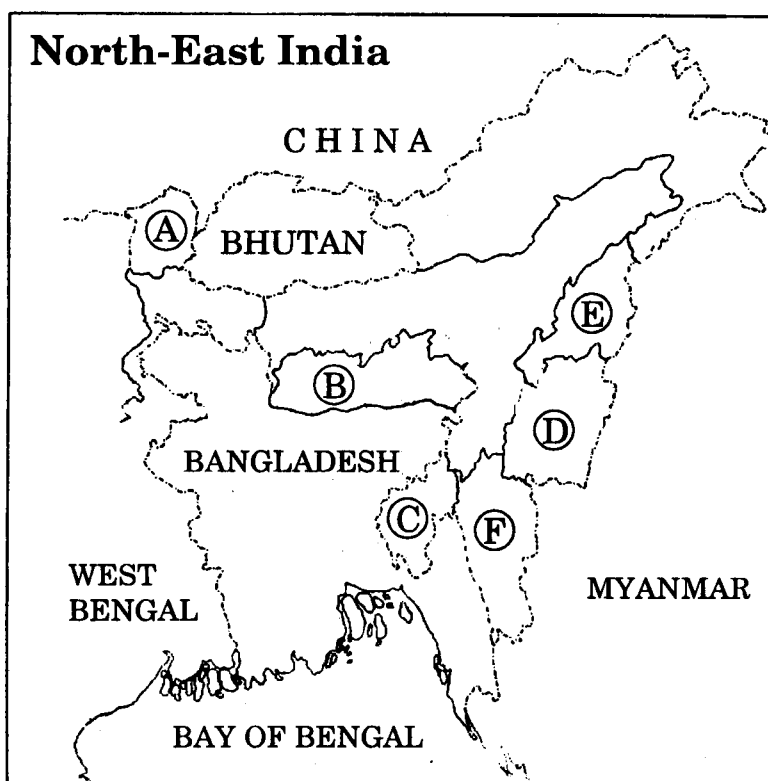 North-East India
CHINA
A
BHUTAN
E
B
D
BANGLADESH
C
F
WEST
BENGAL
MYANMAR
BAY OF BENGAL